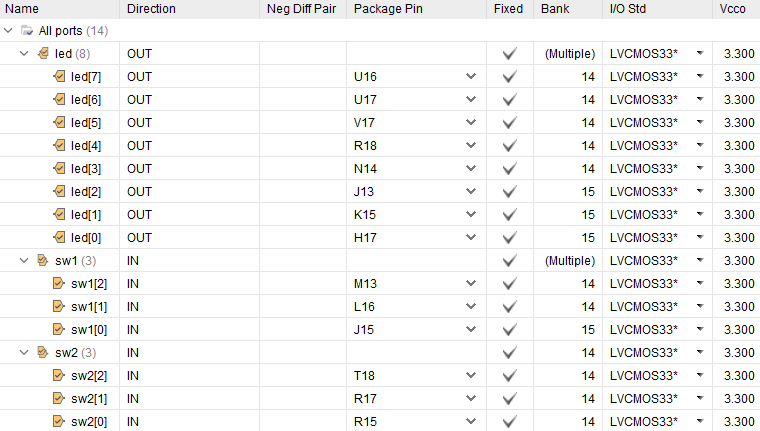 Name Direction Neg Diff Pair Package Pin Fixed Bank I/O Std Vcco
All ports (14)
led (8) OUT (Multiple) LVCMOS33* 3.300
led[7] OUT U16 14 LVCMOS33* 3.300
led[6] OUT U17 14 LVCMOS33* 3.300
led[5] OUT V17 14 LVCMOS33* 3.300
led[4] OUT R18 14 LVCMOS33* 3.300
led[3] OUT N14 14 LVCMOS33* 3.300
led[2] OUT J13 15 LVCMOS33* 3.300
led[1] OUT K15 15 LVCMOS33* 3.300
led[0] OUT H17 15 LVCMOS33* 3.300
sw1 (3) IN (Multiple) LVCMOS33* 3.300
sw1[2] IN M13 14 LVCMOS33* 3.300
sw1[1] IN L16 14 LVCMOS33* 3.300
sw1[0] IN J15 15 LVCMOS33* 3.300
sw2 (3) IN 14 LVCMOS33* 3.300
sw2[2] IN T18 14 LVCMOS33* 3.300
sw2[1] IN R17 14 LVCMOS33* 3.300
sw2[0] IN R15 14 LVCMOS33* 3.300